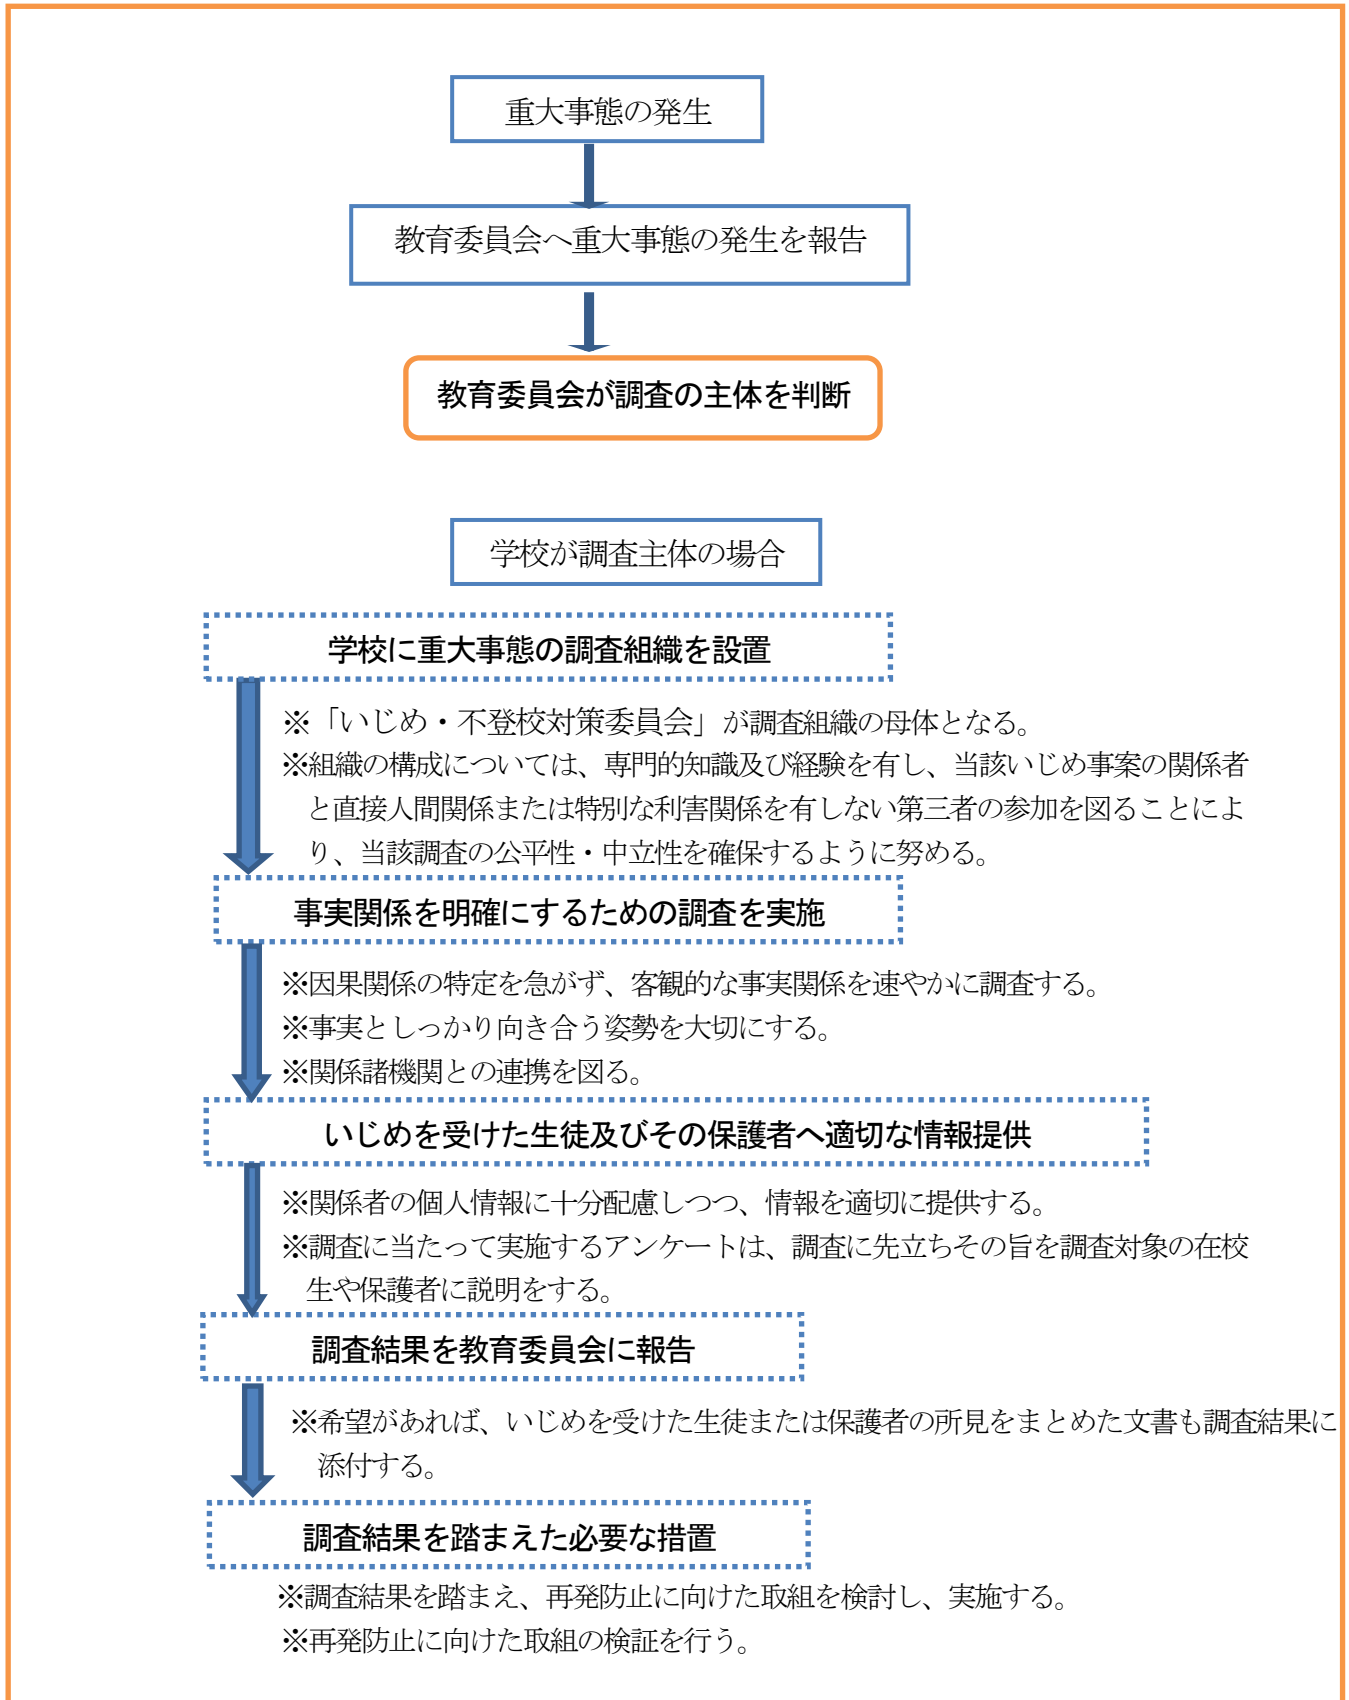 重大事態の発生
教育委員会へ重大事態の発生を報告
教育委員会が調査の主体を判断
学校が調査主体の場合
学校に重大事態の調査組織を設置
※「いじめ・不登校対策委員会」が調査組織の母体となる。
※組織の構成については、専門的知識及び経験を有し、当該いじめ事案の関係者
と直接人間関係または特別な利害関係を有しない第三者の参加を図ることによ
り、当該調査の公平性・中立性を確保するように努める。
事実関係を明確にするための調査を実施
※因果関係の特定を急がず、客観的な事実関係を速やかに調査する。
※事実としっかり向き合う姿勢を大切にする。
※関係諸機関との連携を図る。
いじめを受けた生徒及びその保護者へ適切な情報提供
※関係者の個人情報に十分配慮しつつ、情報を適切に提供する。
※調査に当たって実施するアンケートは、調査に先立ちその旨を調査対象の在校
生や保護者に説明をする。
調査結果を教育委員会に報告
※希望があれば、いじめを受けた生徒または保護者の所見をまとめた文書も調査結果に
添付する。
調査結果を踏まえた必要な措置
※調査結果を踏まえ、再発防止に向けた取組を検討し、実施する。
※再発防止に向けた取組の検証を行う。